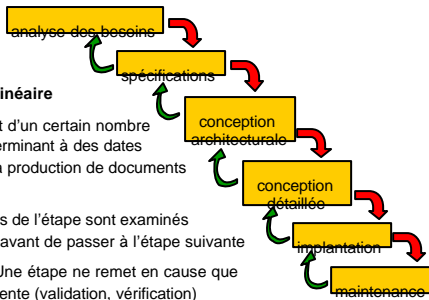 analyse des besoins
spécifications
inéaire
t d'un certain nombre
erminant à des dates
a production de documents
conception
architecturale
conception
détaillée
s de l'étape sont examinés
avant de passer à l'étape suivante
implantation
Une étape ne remet en cause que
ente (validation, vérification)
maintenance